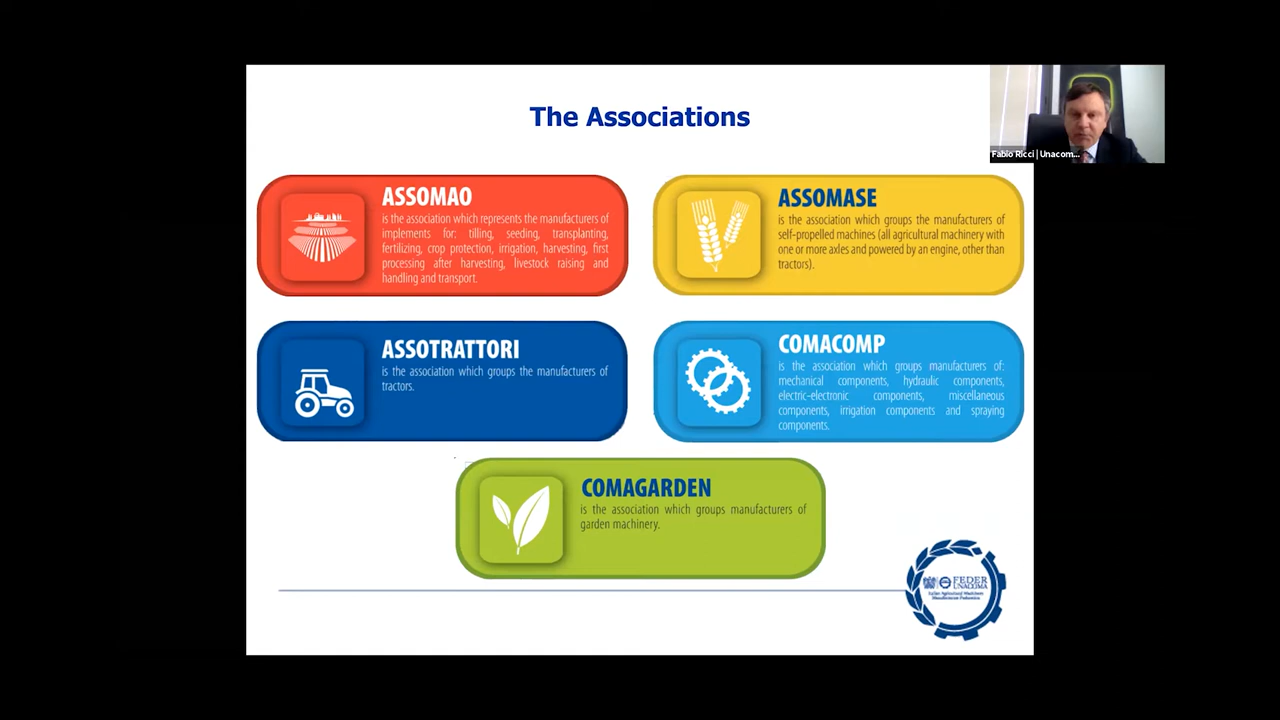 The Associations
Fabio Ricci | Unacom...
ASSOMAO
is the association which represents the manufacturers of
implements for: tilling, seeding, transplanting,
fertilizing, crop protection, irrigation, harvesting, first
processing after harvesting, livestock raising and
handling and transport.
ASSOMASE
is the association which groups the manufacturers of
self-propelled machines (all agricultural machinery with
one or more axles and powered by an engine, other than
tractors).
ASSOTRATTORI
is the association which groups the manufacturers of
tractors.
COMACOMP
is the association which groups manufacturers of:
mechanical components, hydraulic components,
electric-electronic components, miscellaneous
components, irrigation components and spraying
components.
COMAGARDEN
is the association which groups manufacturers of
garden machinery.
FEDER
UNACOMA
Italian Agricultural Machinery
Manufacturers Federation